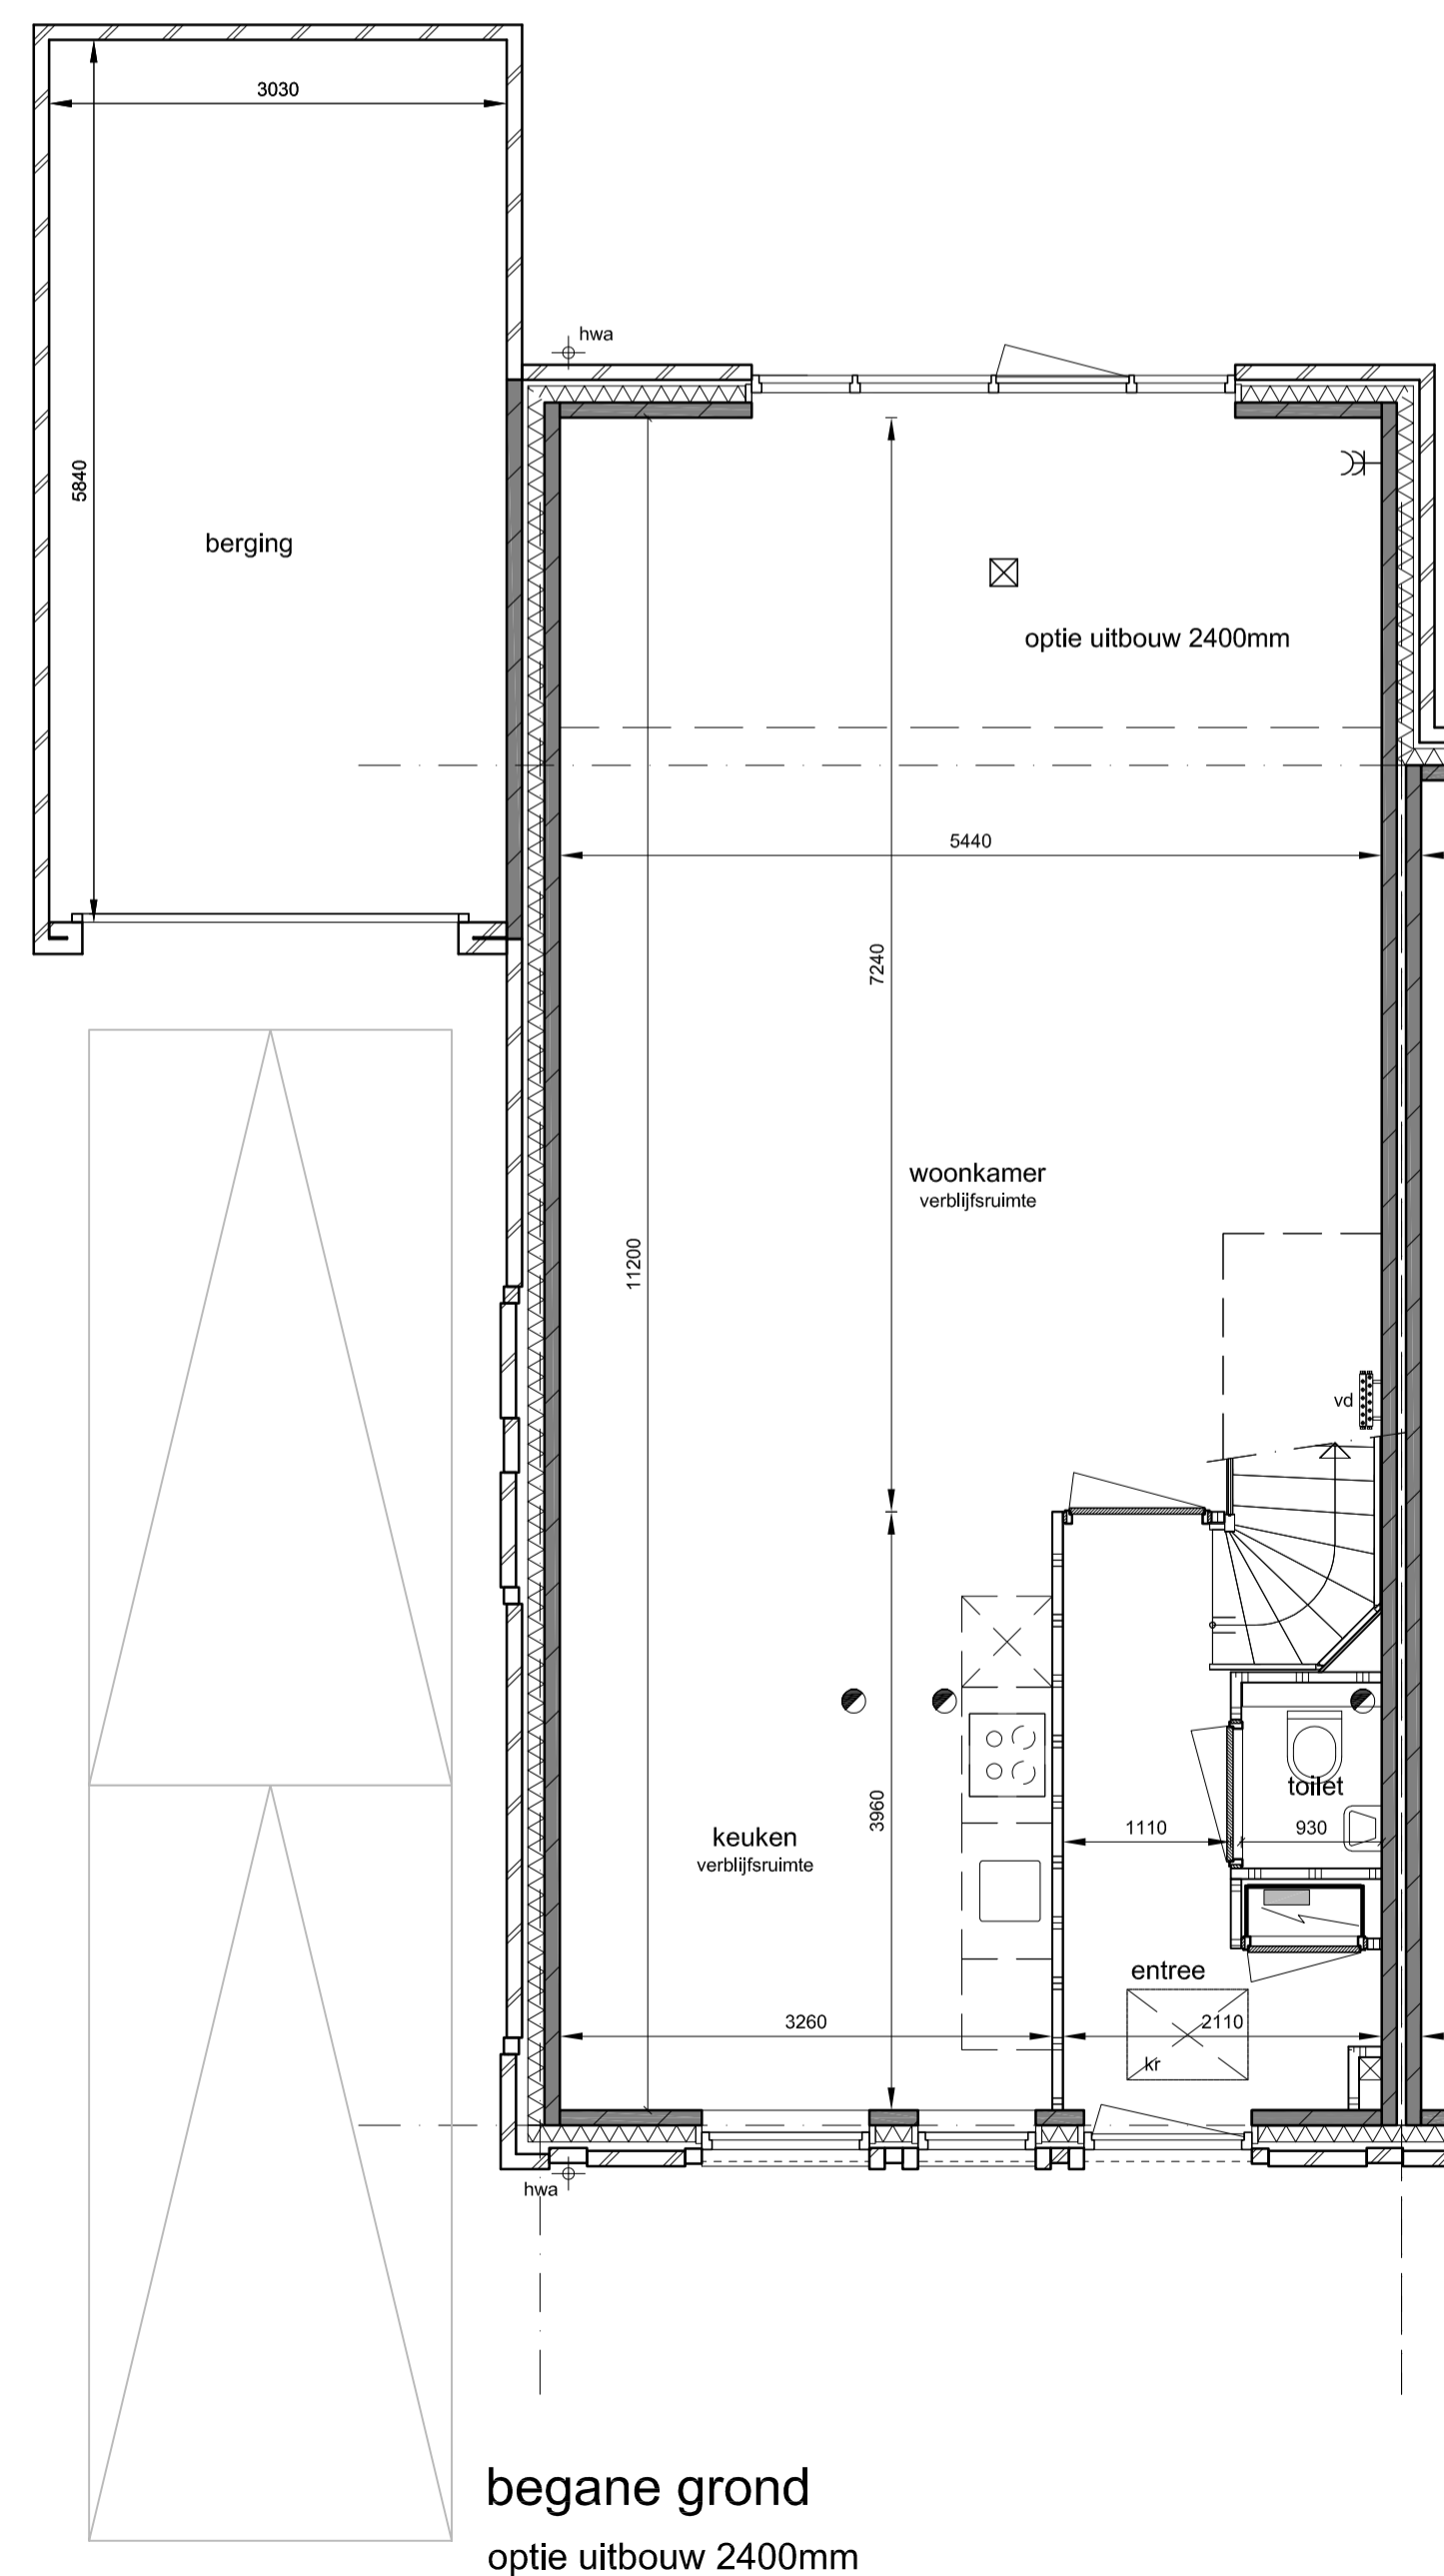 3030
hwa
5840
berging
optie uitbouw 2400mm
5440
7240
woonkamer
verblijfsruimte
11200
vd
toilet
3960
keuken
verblijfsruimte
1110
930
entree
3260
2110
kr
hwa
begane grond
optie uitbouw 2400mm